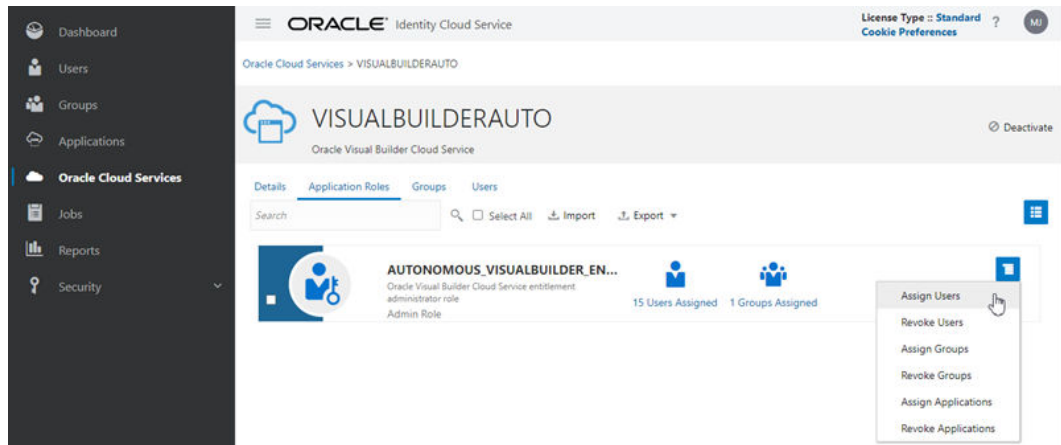 Dashboard
Users
Groups
Applications
Oracle Cloud Services
Jobs
Reports
Security
ORACLE® Identity Cloud Service
License Type :: Standard
Cookie Preferences
?
MJ
Oracle Cloud Services > VISUALBUILDERAUTO
VISUALBUILDERAUTO
Oracle Visual Builder Cloud Service
Deactivate
Details Application Roles Groups Users
Search Select All Import Export
AUTONOMOUS_VISUALBUILDER_EN...
Oracle Visual Builder Cloud Service entitlement
administrator role
Admin Role
15 Users Assigned 1 Groups Assigned
Assign Users
Revoke Users
Assign Groups
Revoke Groups
Assign Applications
Revoke Applications